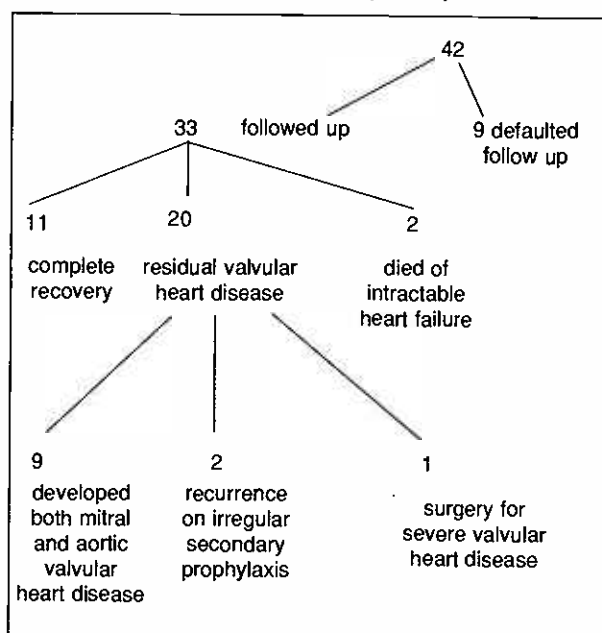 42
33 followed up
9 defaulted
follow up
11
complete
recovery
20
residual valvular
heart disease
2
died of
intractable
heart failure
9
developed
both mitral
and aortic
valvular
heart disease
2
recurrence
on irregular
secondary
prophylaxis
1
surgery for
severe valvular
heart disease